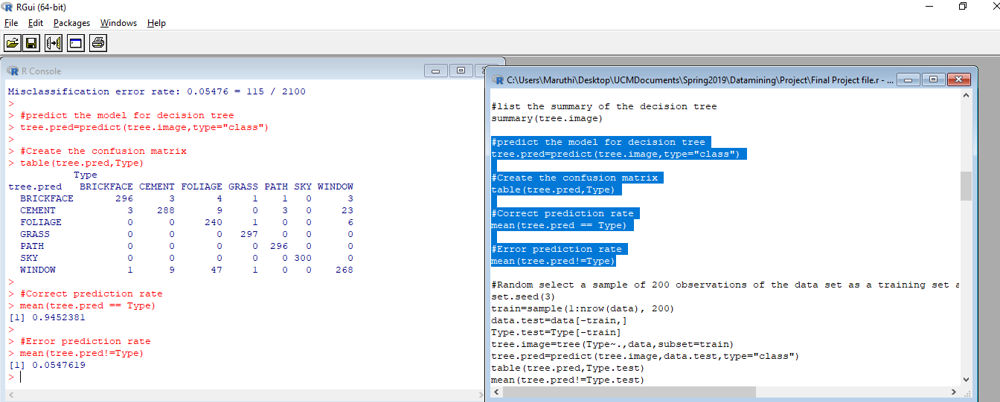 RGui (64-bit)
File Edit Packages Windows Help
R Console
Misclassification error rate: 0.05476 = 115 / 2100
>
> #predict the model for decision tree
> tree.pred=predict(tree.image,type="class")
>
> #Create the confusion matrix
> table(tree.pred,Type)
Type
tree.pred BRICKFACE CEMENT FOLIAGE GRASS PATH SKY WINDOW
BRICKFACE 296 3 4 1 1 0 3
CEMENT 3 288 9 0 3 0 23
FOLIAGE 0 0 240 1 0 0 6
GRASS 0 0 0 297 0 0 0
PATH 0 0 0 0 296 0 0
SKY 0 0 0 0 0 300 0
WINDOW 1 9 47 1 0 0 268
>
> #Correct prediction rate
> mean(tree.pred == Type)
[1] 0.9452381
>
> #Error prediction rate
> mean(tree.pred!=Type)
[1] 0.0547619
>
C:\Users\Maruthi\Desktop\UCMDocuments\Spring2019\Datamining\Project\Final Project file.r - ...
#list the summary of the decision tree
summary(tree.image)
#predict the model for decision tree
tree.pred=predict(tree.image,type="class")
#Create the confusion matrix
table(tree.pred,Type)
#Correct prediction rate
mean(tree.pred == Type)
#Error prediction rate
mean(tree.pred!=Type)
#Random select a sample of 200 observations of the data set as a training set a
set.seed(3)
train=sample(1:nrow(data), 200)
data.test=data[-train,]
Type.test=Type[-train]
tree.image=tree(Type~.,data,subset=train)
tree.pred=predict(tree.image,data.test,type="class")
table(tree.pred,Type.test)
mean(tree.pred!=Type.test)